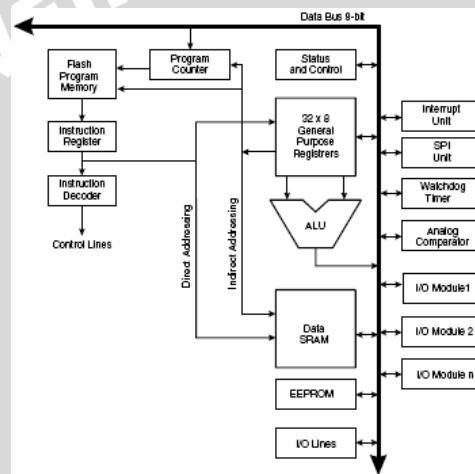 Data Bus 8-bit
Flash
Program
Memory
Program
Counter
Status
and Control
Instruction
Register
32 x 8
General
Purpose
Registrers
Interrupt
Unit
SPI
Unit
Instruction
Decoder
Watchdog
Timer
ALU
Analog
Comparator
Control Lines
Direct Addressing
Indirect Addressing
I/O Module1
Data
SRAM
I/O Module 2
I/O Module n
EEPROM
I/O Lines